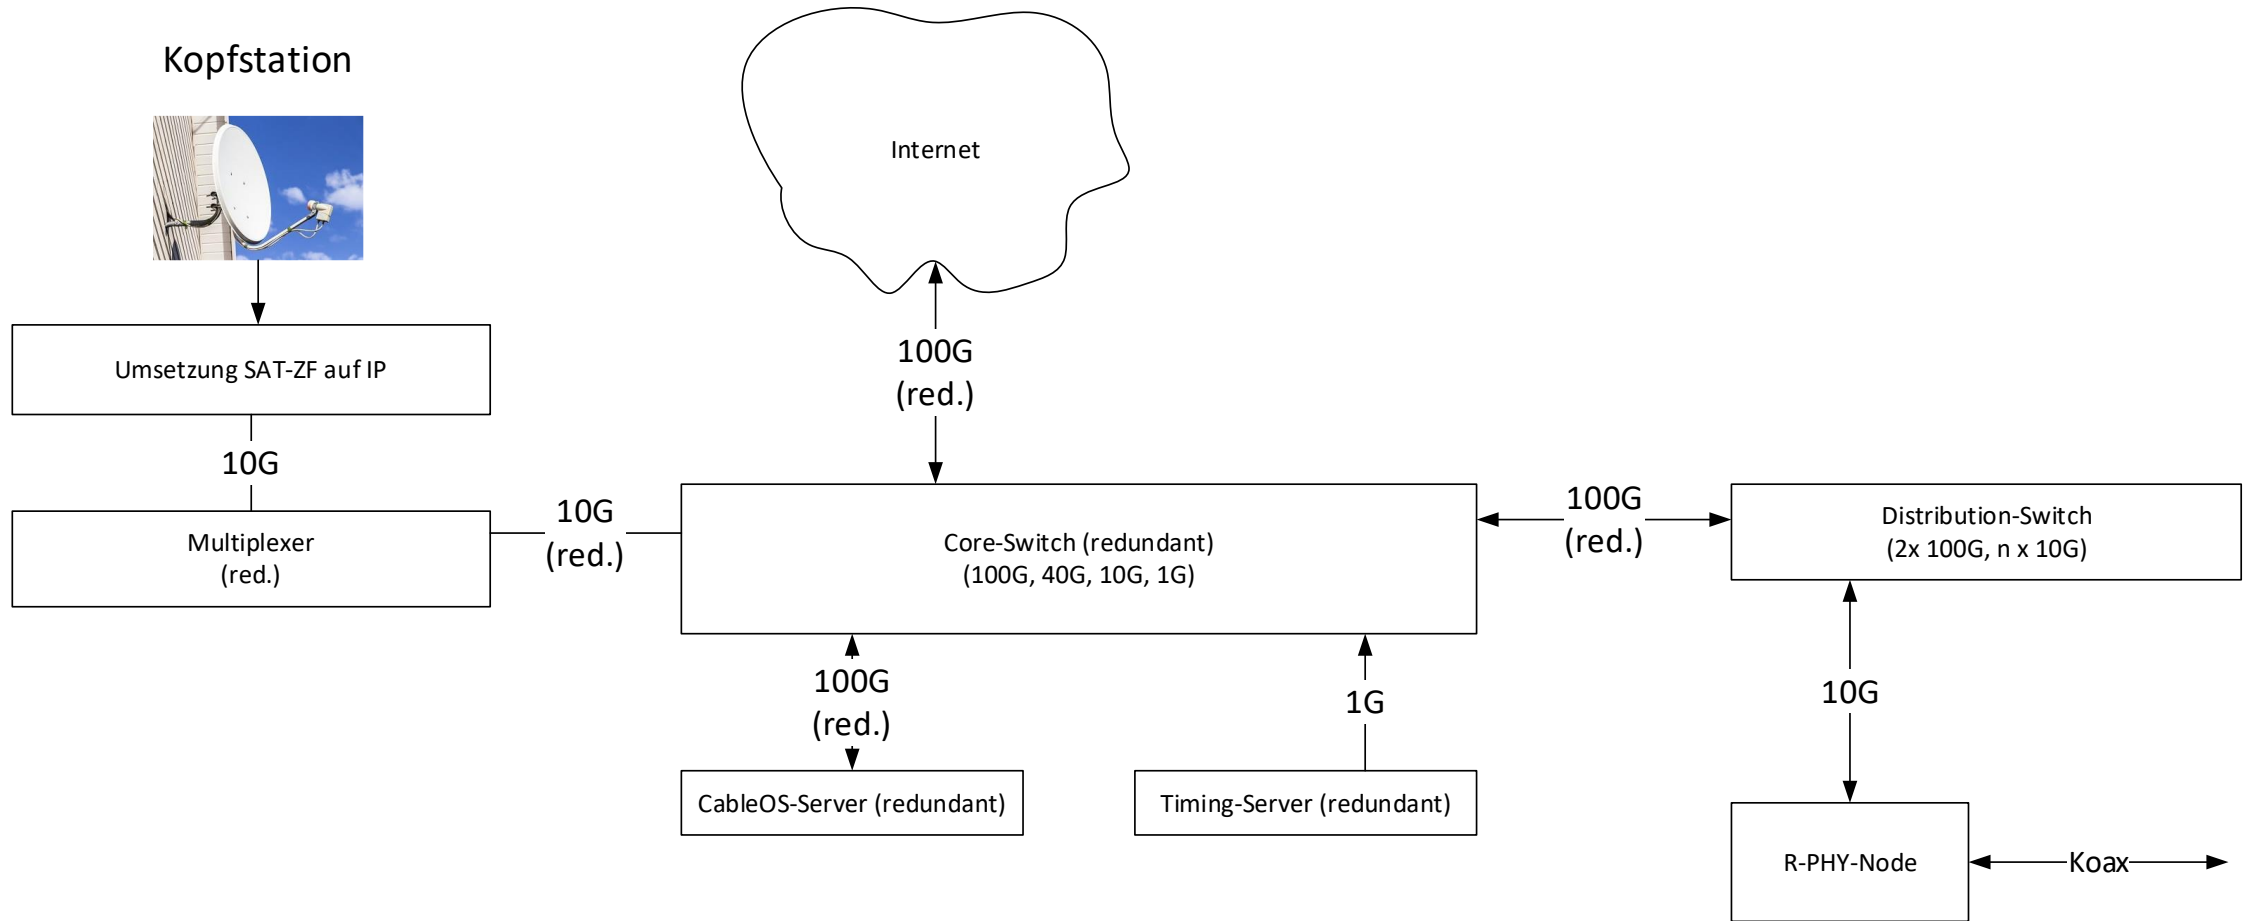 Kopfstation
Internet
Umsetzung SAT-ZF auf IP
100G
(red.)
10G
Multiplexer
(red.)
10G
(red.)
Core-Switch (redundant)
(100G, 40G, 10G, 1G)
100G
(red.)
Distribution-Switch
(2x 100G, n x 10G)
100G
(red.)
1G
10G
CableOS-Server (redundant)
Timing-Server (redundant)
R-PHY-Node
Koax